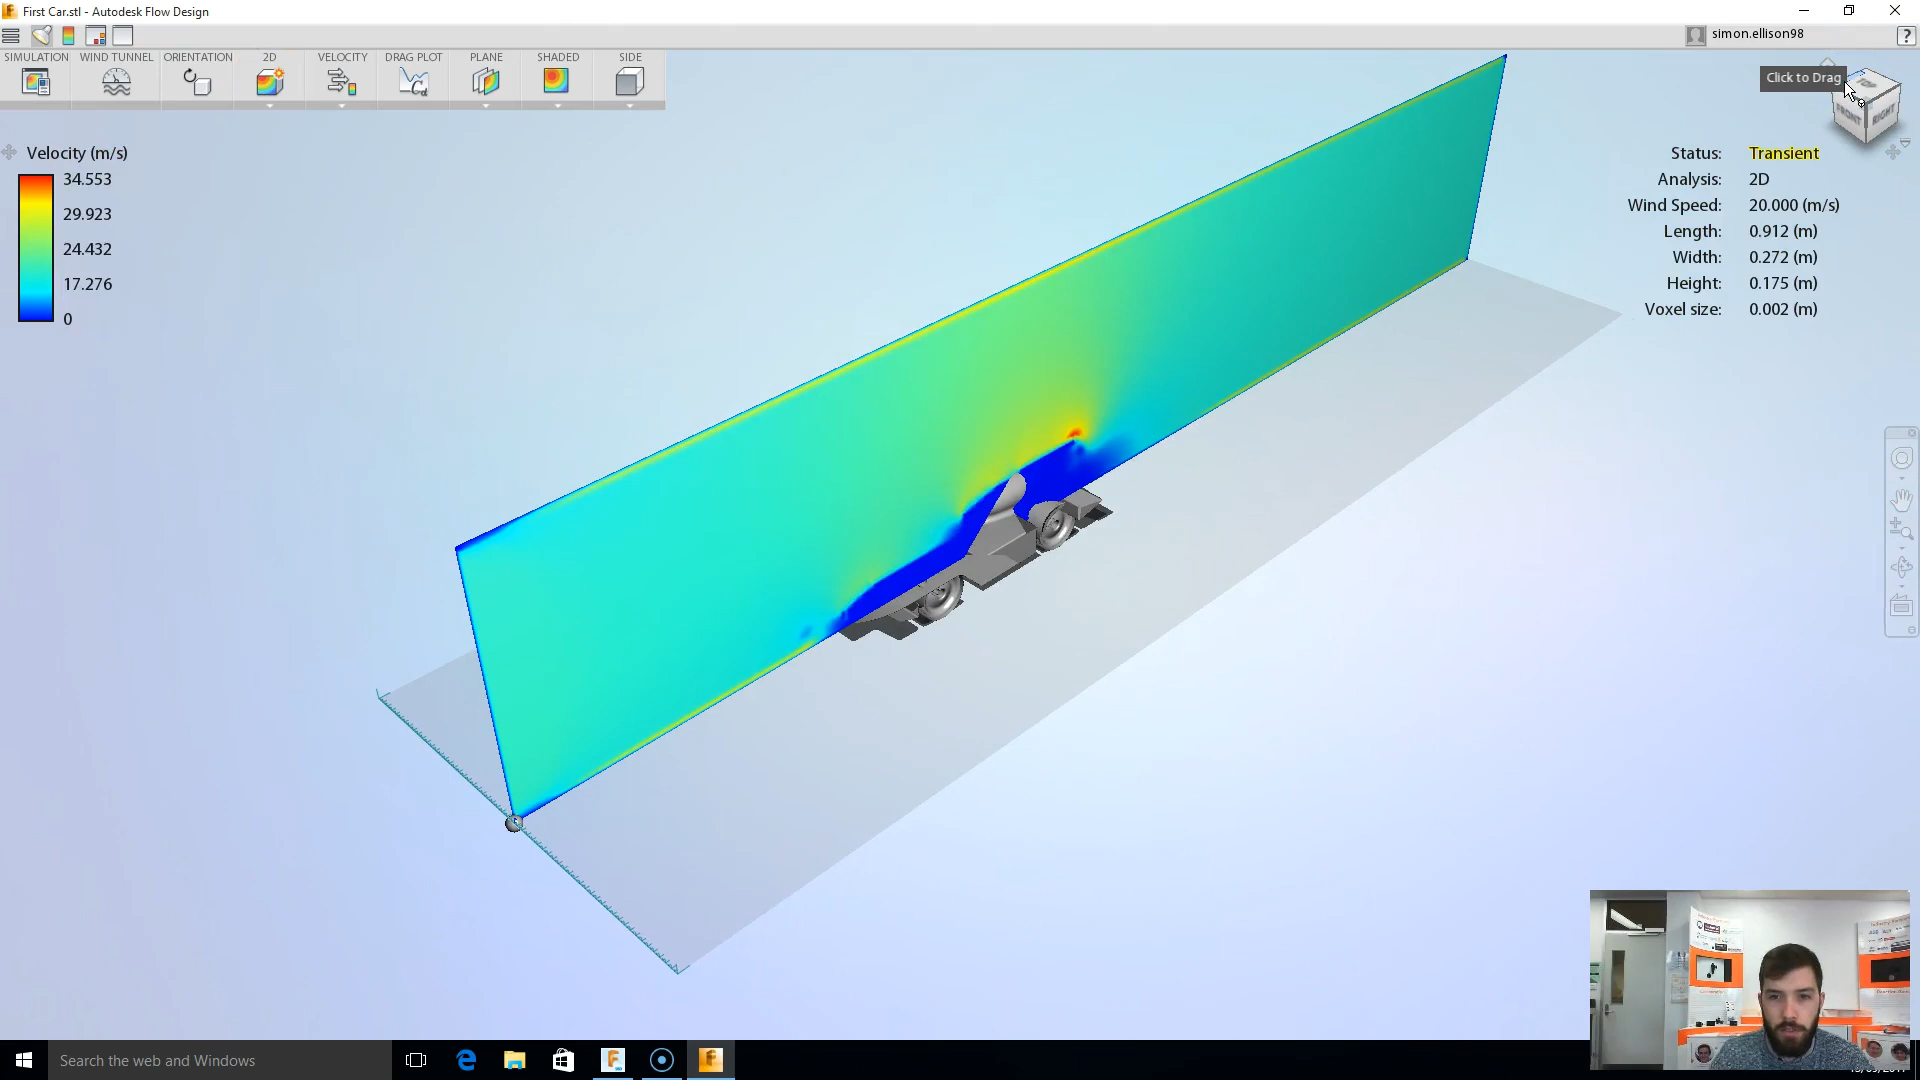 First Car.stl - Autodesk Flow Design
simon.ellison98
?
SIMULATION WIND TUNNEL ORIENTATION 2D VELOCITY DRAG PLOT PLANE SHADED SIDE
Click to Drag
FRONT RIGHT
Velocity (m/s)
34.553
29.923
24.432
17.276
0
Status: Transient
Analysis: 2D
Wind Speed: 20.000 (m/s)
Length: 0.912 (m)
Width: 0.272 (m)
Height: 0.175 (m)
Voxel size: 0.002 (m)
Search the web and Windows